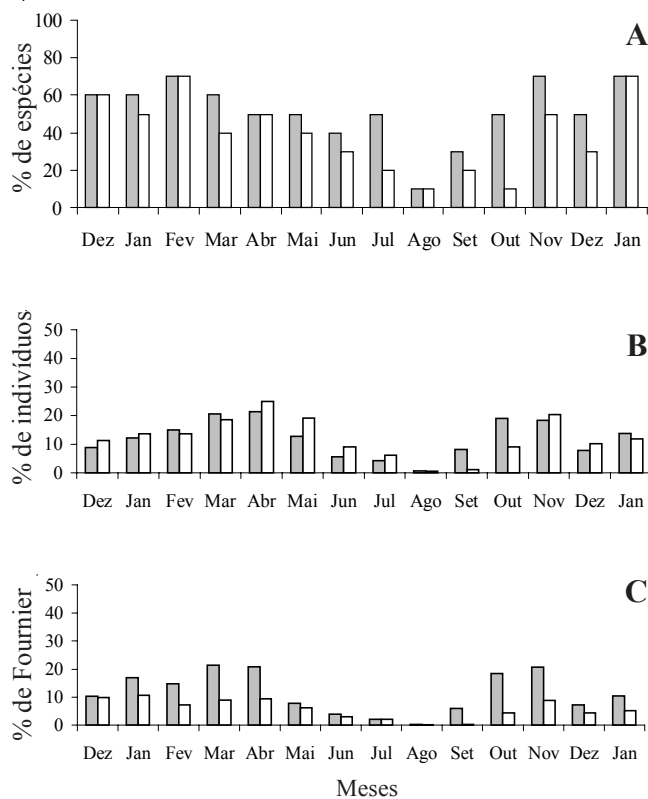 A
% de espécies
100
80
60
40
20
0
Dez Jan Fev Mar Abr Mai Jun Jul Ago Set Out Nov Dez Jan
B
% de indivíduos
50
40
30
20
10
0
Dez Jan Fev Mar Abr Mai Jun Jul Ago Set Out Nov Dez Jan
C
% de Fournier
50
40
30
20
10
0
Dez Jan Fev Mar Abr Mai Jun Jul Ago Set Out Nov Dez Jan
Meses